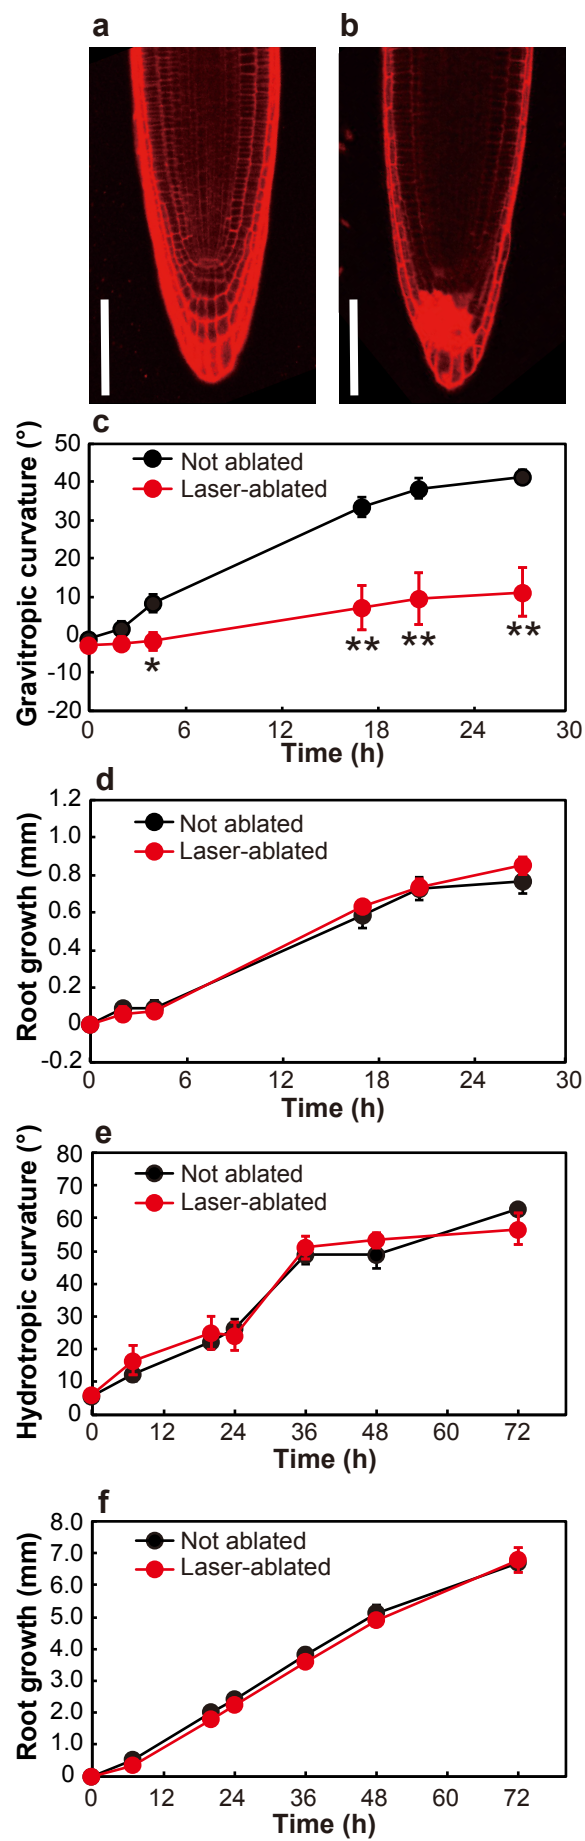 a b
c
Gravitropic curvature (°)
50
40
30
20
10
0
-10
-20
Not ablated
Laser-ablated
* ** ** **
0 6 12 18 24 30
Time (h)
d
Root growth (mm)
1.2
1.0
0.8
0.6
0.4
0.2
0
-0.2
Not ablated
Laser-ablated
0 6 12 18 24 30
Time (h)
e
Hydrotropic curvature (°)
80
70
60
50
40
30
20
10
0
Not ablated
Laser-ablated
0 12 24 36 48 60 72
Time (h)
f
Root growth (mm)
8.0
7.0
6.0
5.0
4.0
3.0
2.0
1.0
0
Not ablated
Laser-ablated
0 12 24 36 48 60 72
Time (h)